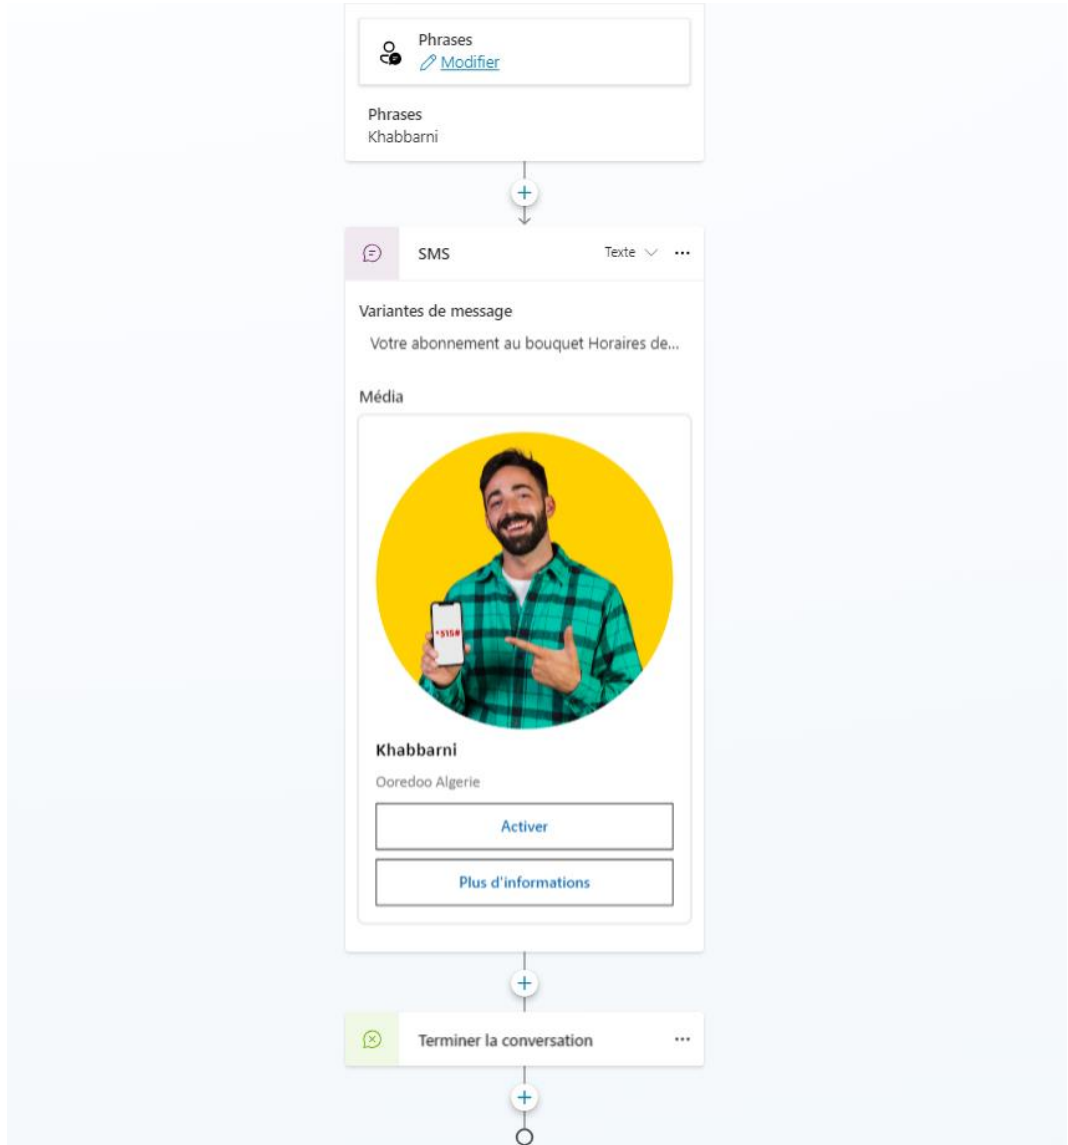 Phrases
Modifier
Phrases
Khabbarni
SMS
Texte
Variantes de message
Votre abonnement au bouquet Horaires de...
Média
*515#
Khabbarni
Ooredoo Algerie
Activer
Plus d'informations
Terminer la conversation